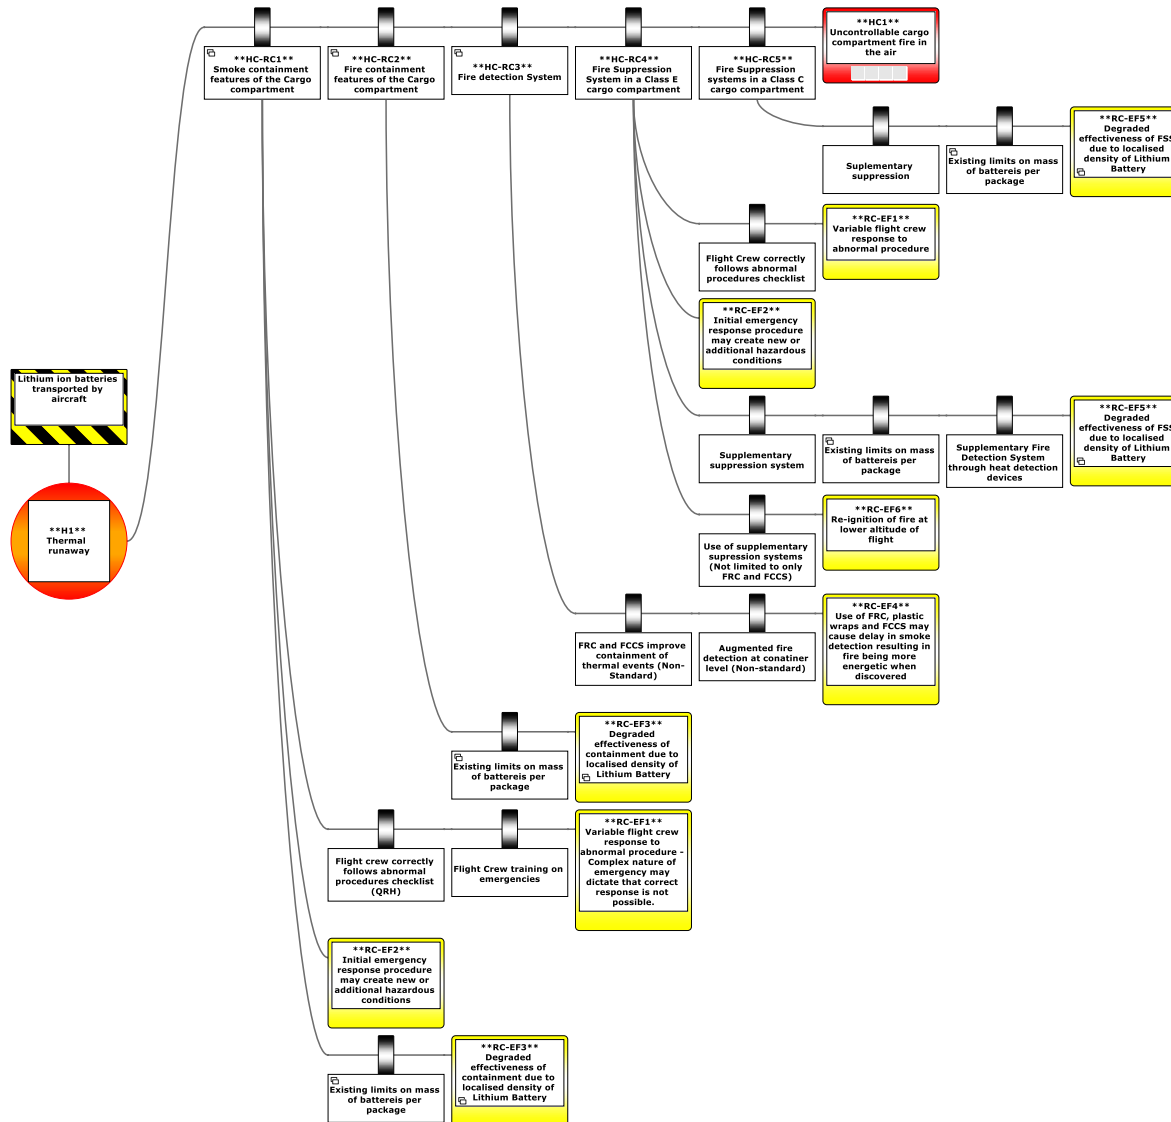 **HC-RC1**
Smoke containment
features of the Cargo
compartment
**HC-RC2**
Fire containment
features of the Cargo
compartment
**HC-RC3**
Fire detection System
**HC-RC4**
Fire Suppression
System in a Class E
cargo compartment
**HC-RC5**
Fire Suppression
systems in a Class C
cargo compartment
**HC1**
Uncontrollable cargo
compartment fire in
the air
Suplementary
suppression
Existing limits on mass
of battereis per
package
**RC-EF5**
Degraded
effectiveness of FSS
due to localised
density of Lithium
Battery
Flight Crew correctly
follows abnormal
procedures checklist
**RC-EF1**
Variable flight crew
response to
abnormal procedure
**RC-EF2**
Initial emergency
response procedure
may create new or
additional hazardous
conditions
Lithium ion batteries
transported by
aircraft
**H1**
Thermal
runaway
Supplementary
suppression system
Existing limits on mass
of battereis per
package
Supplementary Fire
Detection System
through heat detection
devices
**RC-EF5**
Degraded
effectiveness of FSS
due to localised
density of Lithium
Battery
Use of supplementary
supression systems
(Not limited to only
FRC and FCCS)
**RC-EF6**
Re-ignition of fire at
lower altitude of
flight
FRC and FCCS improve
containment of
thermal events (Non-
Standard)
Augmented fire
detection at conatiner
level (Non-standard)
**RC-EF4**
Use of FRC, plastic
wraps and FCCS may
cause delay in smoke
detection resulting in
fire being more
energetic when
discovered
Existing limits on mass
of battereis per
package
**RC-EF3**
Degraded
effectiveness of
containment due to
localised density of
Lithium Battery
Flight crew correctly
follows abnormal
procedures checklist
(QRH)
Flight Crew training on
emergencies
**RC-EF1**
Variable flight crew
response to
abnormal procedure -
Complex nature of
emergency may
dictate that correct
response is not
possible.
**RC-EF2**
Initial emergency
response procedure
may create new or
additional hazardous
conditions
Existing limits on mass
of battereis per
package
**RC-EF3**
Degraded
effectiveness of
containment due to
localised density of
Lithium Battery